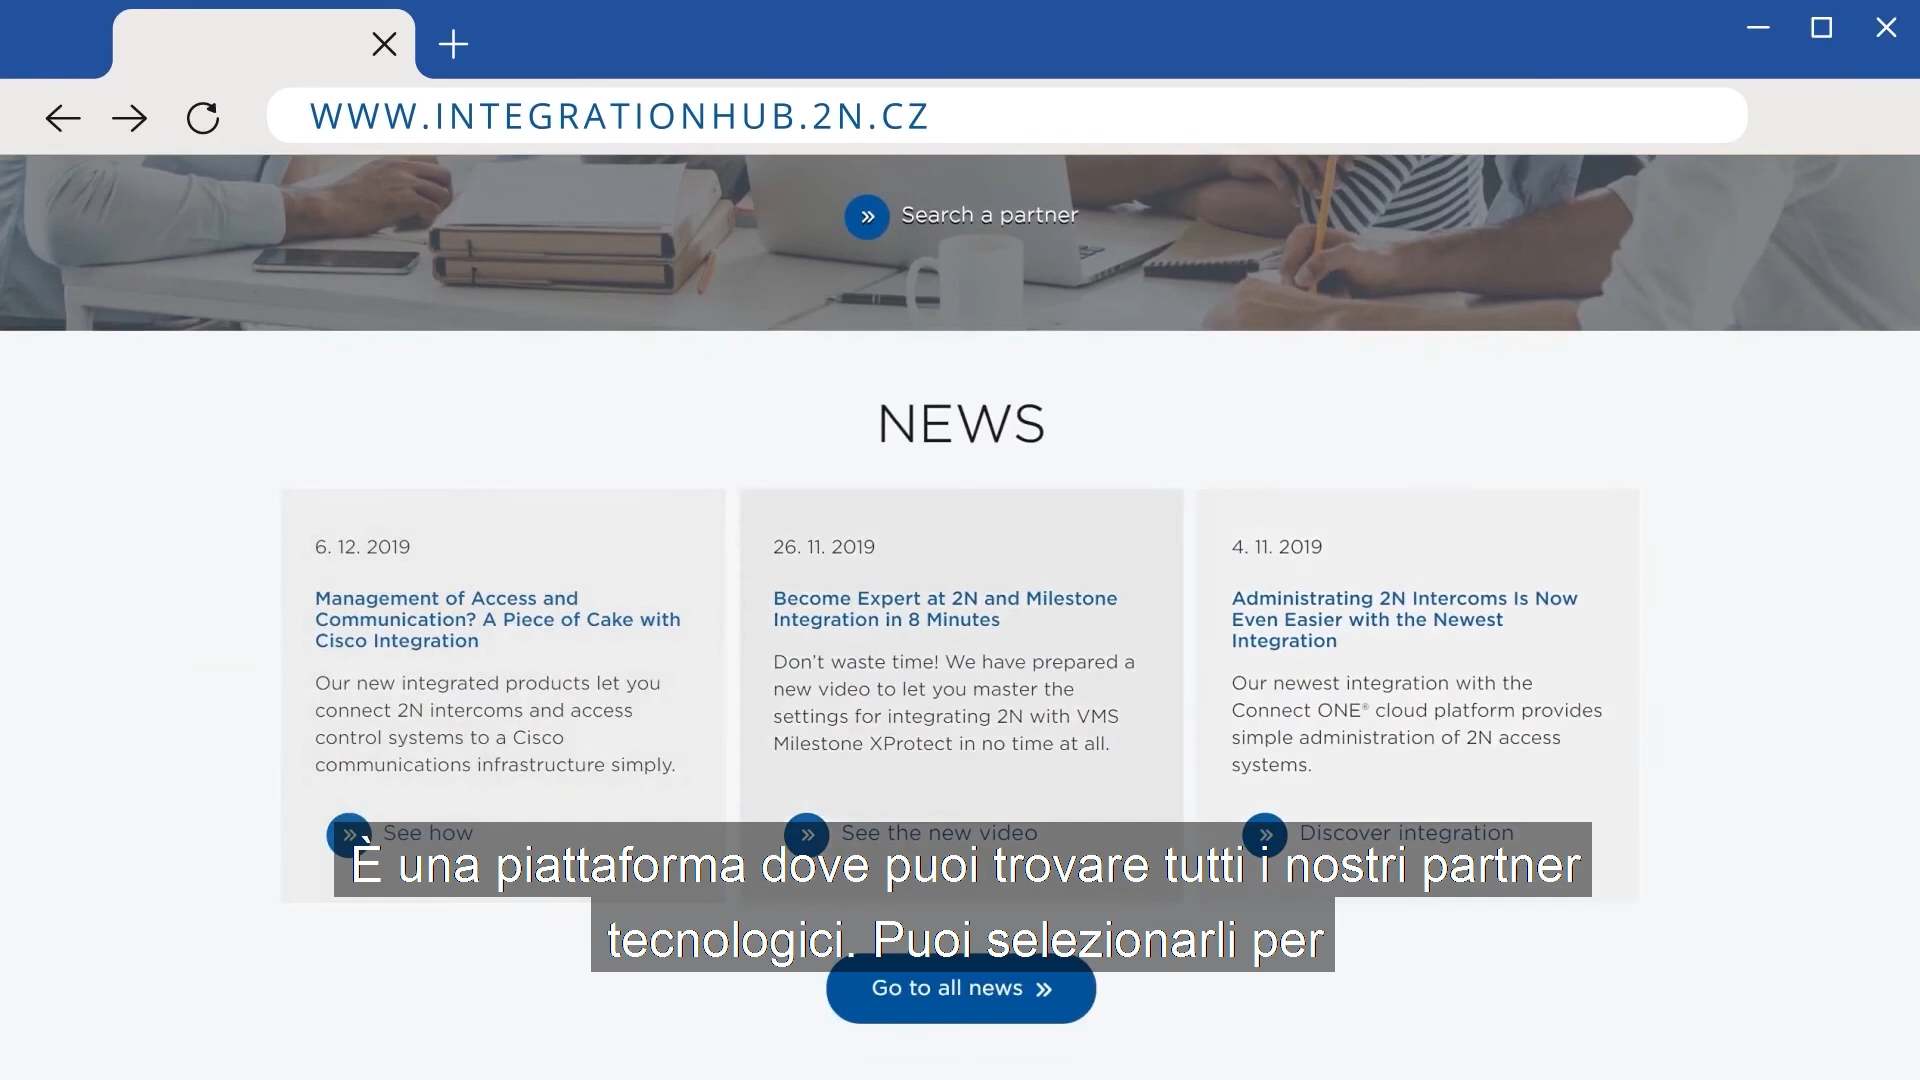 WWW.INTEGRATIONHUB.2N.CZ
Search a partner
NEWS
6. 12. 2019
Management of Access and
Communication? A Piece of Cake with
Cisco Integration
Our new integrated products let you
connect 2N intercoms and access
control systems to a Cisco
communications infrastructure simply.
See how
26. 11. 2019
Become Expert at 2N and Milestone
Integration in 8 Minutes
Don't waste time! We have prepared a
new video to let you master the
settings for integrating 2N with VMS
Milestone XProtect in no time at all.
See the new video
4. 11. 2019
Administrating 2N Intercoms Is Now
Even Easier with the Newest
Integration
Our newest integration with the
Connect ONE® cloud platform provides
simple administration of 2N access
systems.
Discover integration
È una piattaforma dove puoi trovare tutti i nostri partner
tecnologici. Puoi selezionarli per
Go to all news